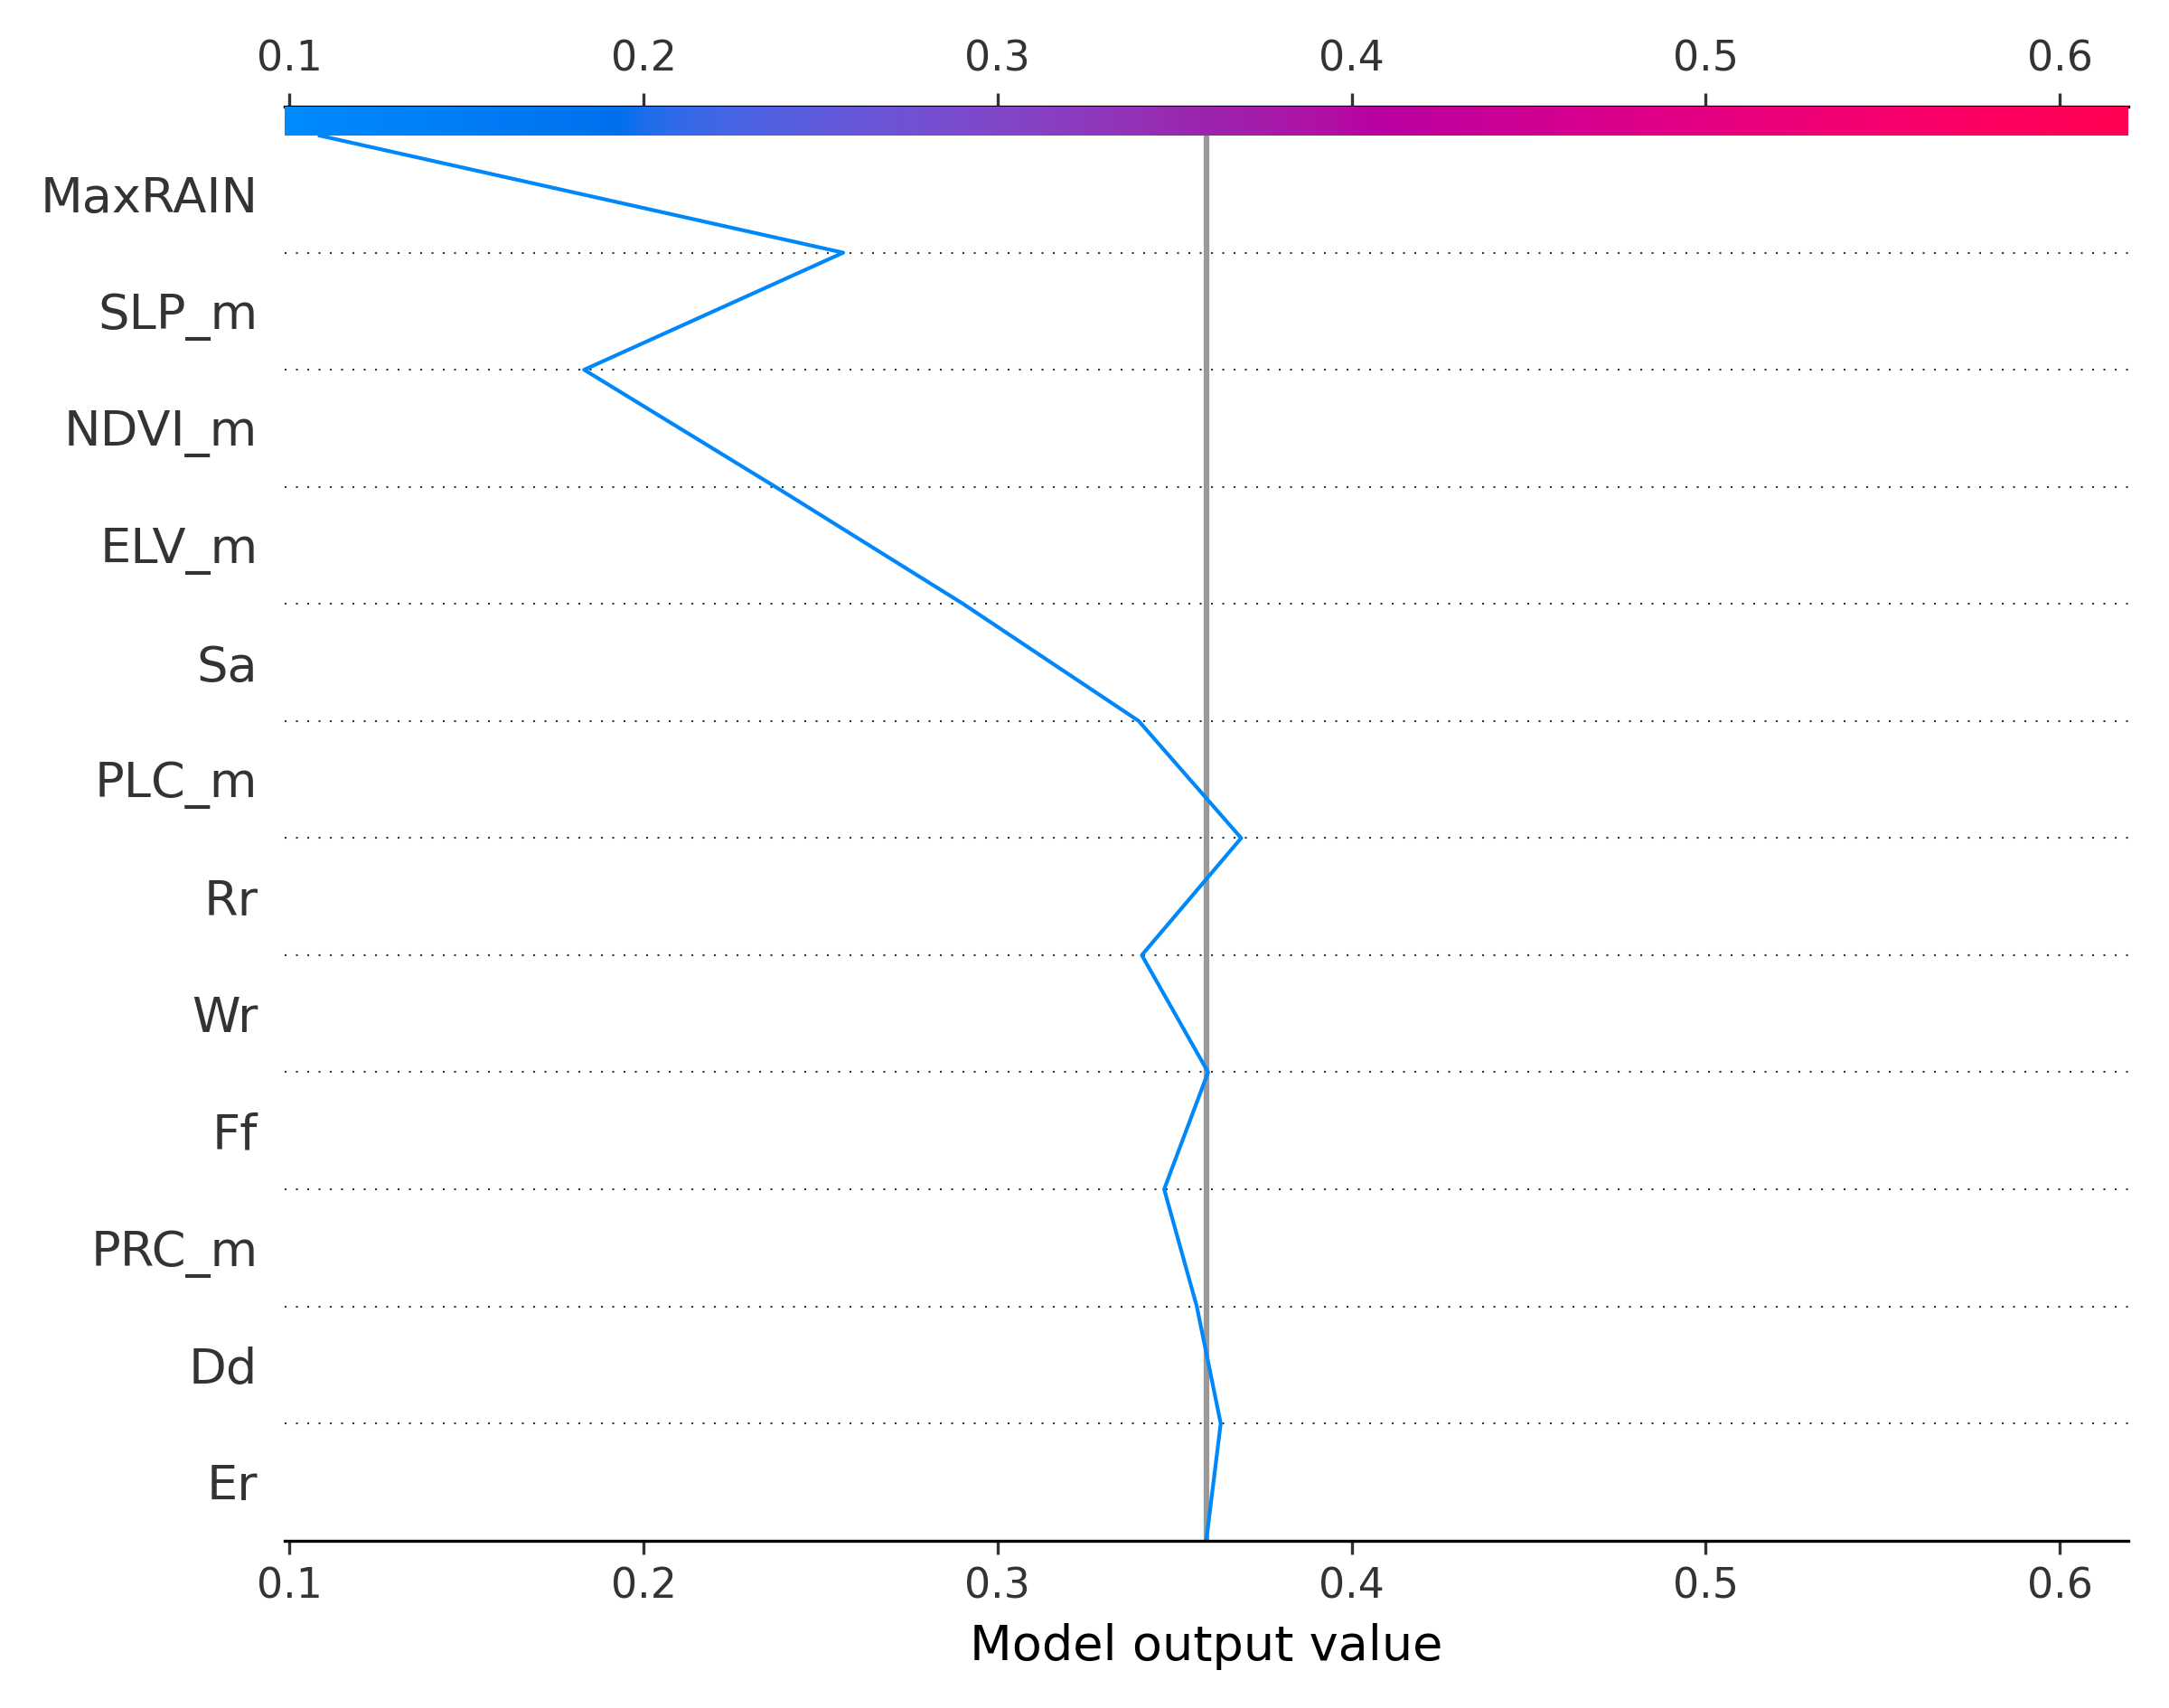 0.1 0.2 0.3 0.4 0.5 0.6
MaxRAIN
SLP_m
NDVI_m
ELV_m
Sa
PLC_m
Rr
Wr
Ff
PRC_m
Dd
Er
0.1 0.2 0.3 0.4 0.5 0.6
Model output value